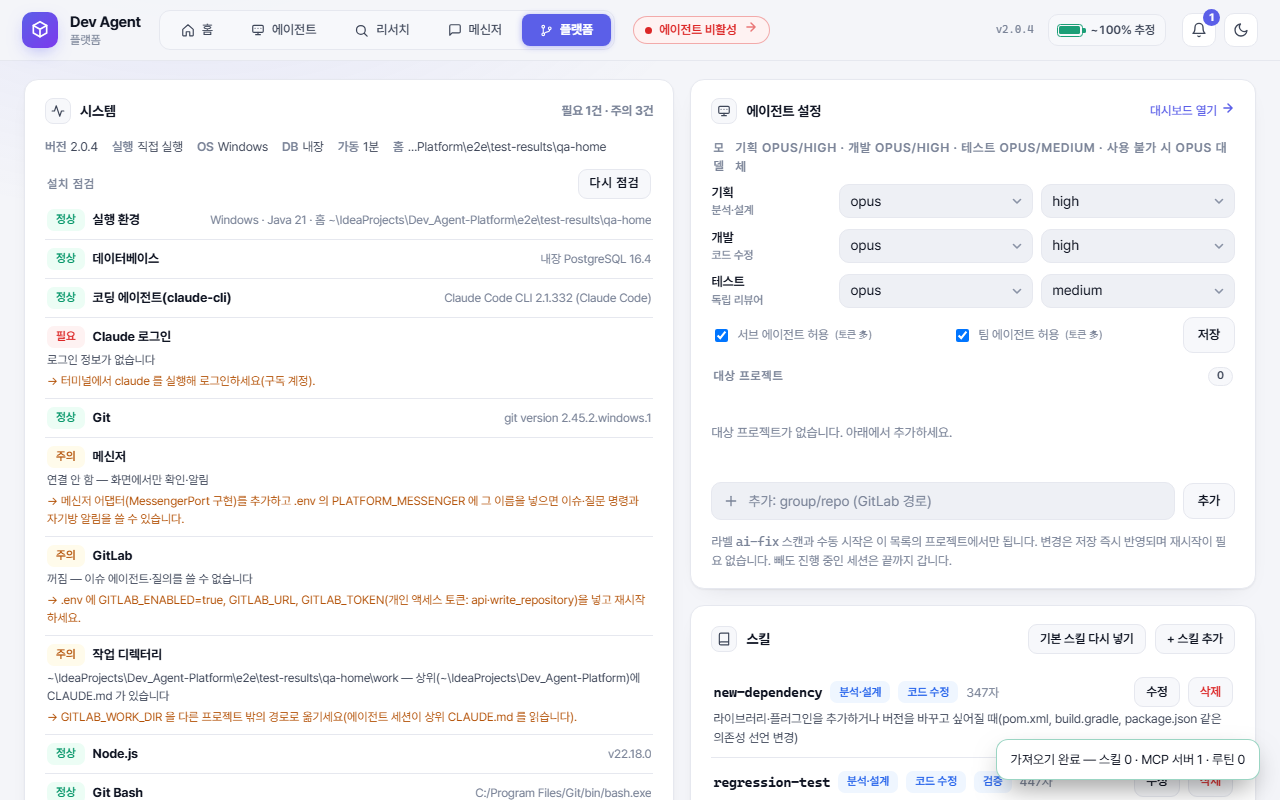 Dev Agent
플랫폼
홈
에이전트
리서치
메신저
플랫폼
에이전트 비활성 →
v2.0.4
~100% 추정
1
시스템
필요 1건 · 주의 3건
버전 2.0.4 실행 직접 실행 OS Windows DB 내장 가동 1분 홈 …Platform\e2e\test-results\qa-home
설치 점검
다시 점검
정상 실행 환경 Windows · Java 21 · 홈 ~\IdeaProjects\Dev_Agent-Platform\e2e\test-results\qa-home
정상 데이터베이스 내장 PostgreSQL 16.4
정상 코딩 에이전트(claude-cli) Claude Code CLI 2.1.332 (Claude Code)
필요 Claude 로그인
로그인 정보가 없습니다
→ 터미널에서 claude 를 실행해 로그인하세요(구독 계정).
정상 Git git version 2.45.2.windows.1
주의 메신저
연결 안 함 — 화면에서만 확인·알림
→ 메신저 어댑터(MessengerPort 구현)를 추가하고 .env 의 PLATFORM_MESSENGER 에 그 이름을 넣으면 이슈·질문 명령과
자기방 알림을 쓸 수 있습니다.
주의 GitLab
꺼짐 — 이슈 에이전트·질의를 쓸 수 없습니다
→ .env 에 GITLAB_ENABLED=true, GITLAB_URL, GITLAB_TOKEN(개인 액세스 토큰: api·write_repository)을 넣고 재시작
하세요.
주의 작업 디렉터리
~\IdeaProjects\Dev_Agent-Platform\e2e\test-results\qa-home\work — 상위(~\IdeaProjects\Dev_Agent-Platform)에
CLAUDE.md 가 있습니다
→ GITLAB_WORK_DIR 을 다른 프로젝트 밖의 경로로 옮기세요(에이전트 세션이 상위 CLAUDE.md 를 읽습니다).
정상 Node.js v22.18.0
정상 Git Bash C:/Program Files/Git/bin/bash.exe
에이전트 설정
대시보드 열기 →
모 기획 OPUS/HIGH · 개발 OPUS/HIGH · 테스트 OPUS/MEDIUM · 사용 불가 시 OPUS 대
델 체
기획 opus high
분석·설계
개발 opus high
코드 수정
테스트 opus medium
독립 리뷰어
서브 에이전트 허용 (토큰 多)
팀 에이전트 허용 (토큰 多)
저장
대상 프로젝트 0
대상 프로젝트가 없습니다. 아래에서 추가하세요.
+ 추가: group/repo (GitLab 경로)
추가
라벨 ai-fix 스캔과 수동 시작은 이 목록의 프로젝트에서만 됩니다. 변경은 저장 즉시 반영되며 재시작이 필
요 없습니다. 빼도 진행 중인 세션은 끝까지 갑니다.
스킬
기본 스킬 다시 넣기
+ 스킬 추가
new-dependency 분석·설계 코드 수정 347자 수정 삭제
라이브러리·플러그인을 추가하거나 버전을 바꾸고 싶어질 때(pom.xml, build.gradle, package.json 같은
의존성 선언 변경)
regression-test 분석·설계 코드 수정 검증 447자 수정 삭제
가져오기 완료 — 스킬 0 · MCP 서버 1 · 루틴 0